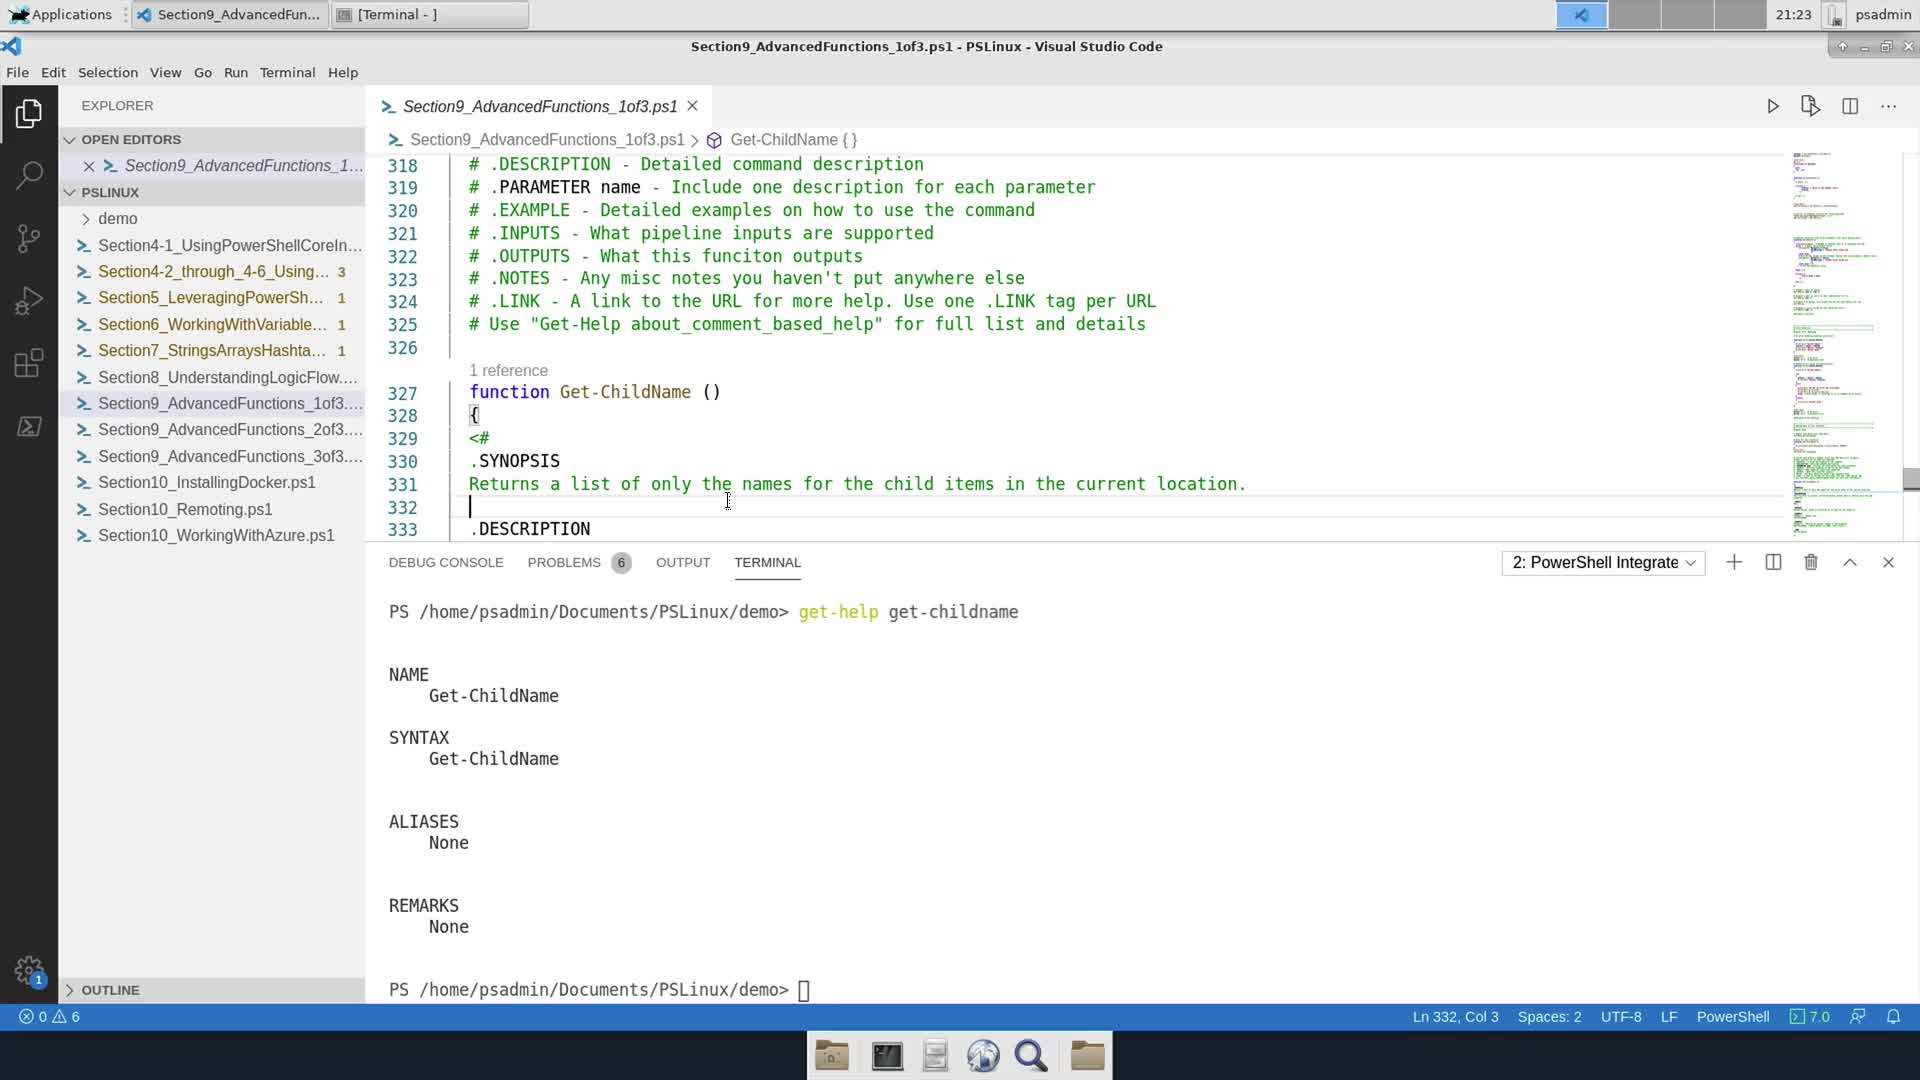 Applications
Section9_AdvancedFun...
[Terminal - ]
21:23
psadmin
Section9_AdvancedFunctions_1of3.ps1 - PSLinux - Visual Studio Code
File Edit Selection View Go Run Terminal Help
EXPLORER
OPEN EDITORS
Section9_AdvancedFunctions_1...
PSLINUX
demo
Section4-1_UsingPowerShellCoreIn...
Section4-2_through_4-6_Using... 3
Section5_LeveragingPowerSh... 1
Section6_WorkingWithVariable... 1
Section7_StringsArraysHashta... 1
Section8_UnderstandingLogicFlow....
Section9_AdvancedFunctions_1of3....
Section9_AdvancedFunctions_2of3....
Section9_AdvancedFunctions_3of3....
Section10_InstallingDocker.ps1
Section10_Remoting.ps1
Section10_WorkingWithAzure.ps1
OUTLINE
1
Section9_AdvancedFunctions_1of3.ps1
Section9_AdvancedFunctions_1of3.ps1 > Get-ChildName { }
318 # .DESCRIPTION - Detailed command description
319 # .PARAMETER name - Include one description for each parameter
320 # .EXAMPLE - Detailed examples on how to use the command
321 # .INPUTS - What pipeline inputs are supported
322 # .OUTPUTS - What this funciton outputs
323 # .NOTES - Any misc notes you haven't put anywhere else
324 # .LINK - A link to the URL for more help. Use one .LINK tag per URL
325 # Use "Get-Help about_comment_based_help" for full list and details
326
1 reference
327 function Get-ChildName ()
328 {
329 <#
330 .SYNOPSIS
331 Returns a list of only the names for the child items in the current location.
332
333 .DESCRIPTION
DEBUG CONSOLE PROBLEMS 6 OUTPUT TERMINAL
2: PowerShell Integrate
PS /home/psadmin/Documents/PSLinux/demo> get-help get-childname
NAME
Get-ChildName
SYNTAX
Get-ChildName
ALIASES
None
REMARKS
None
PS /home/psadmin/Documents/PSLinux/demo>
0 6
Ln 332, Col 3 Spaces: 2 UTF-8 LF PowerShell 7.0